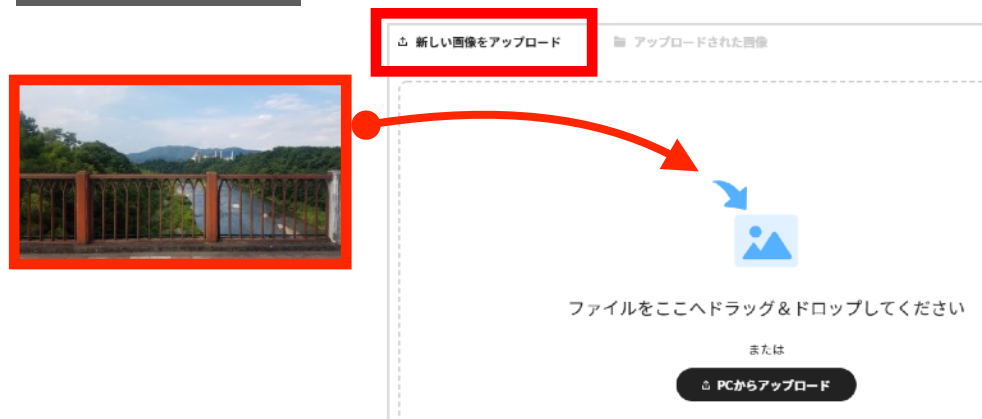 新しい画像をアップロード
アップロードされた画像
ファイルをここへドラッグ＆ドロップしてください
または
PCからアップロード